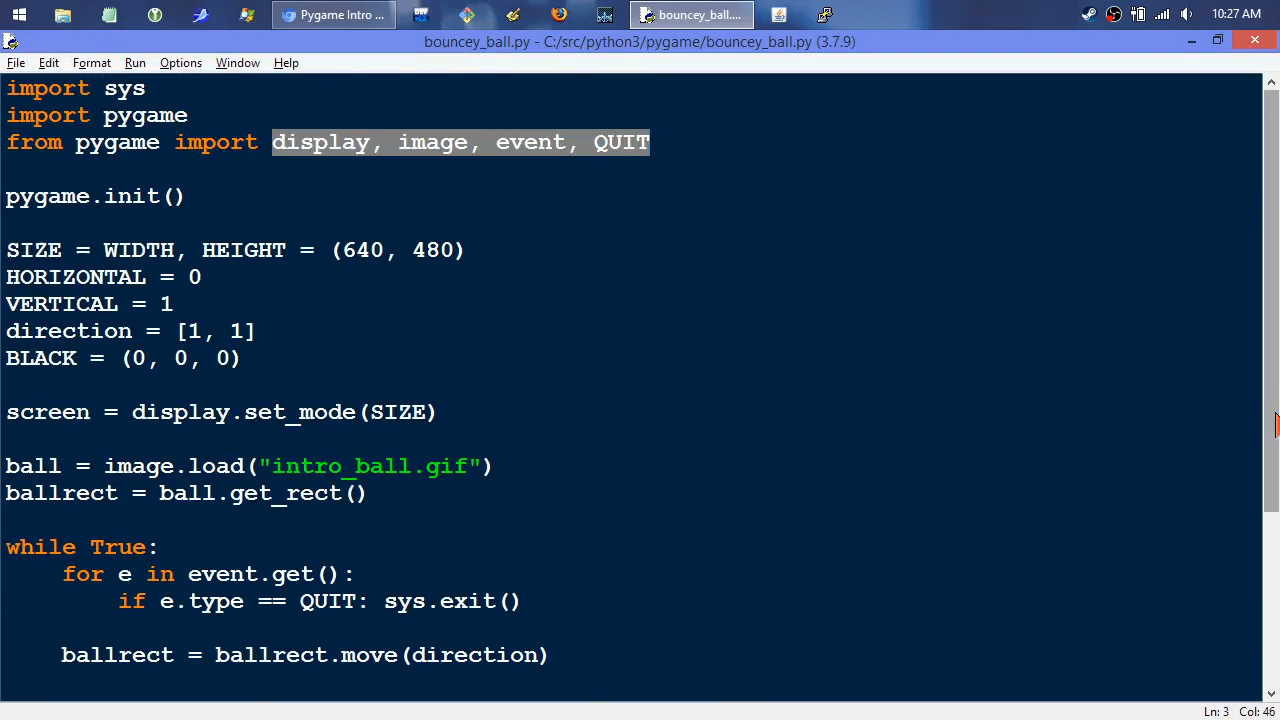 Pygame Intro ...
bouncey_ball....
10:27 AM
bouncey_ball.py - C:/src/python3/pygame/bouncey_ball.py (3.7.9)
File Edit Format Run Options Window Help
import sys
import pygame
from pygame import display, image, event, QUIT
pygame.init()
SIZE = WIDTH, HEIGHT = (640, 480)
HORIZONTAL = 0
VERTICAL = 1
direction = [1, 1]
BLACK = (0, 0, 0)
screen = display.set_mode(SIZE)
ball = image.load("intro_ball.gif")
ballrect = ball.get_rect()
while True:
    for e in event.get():
        if e.type == QUIT: sys.exit()
    ballrect = ballrect.move(direction)
Ln: 3 Col: 46